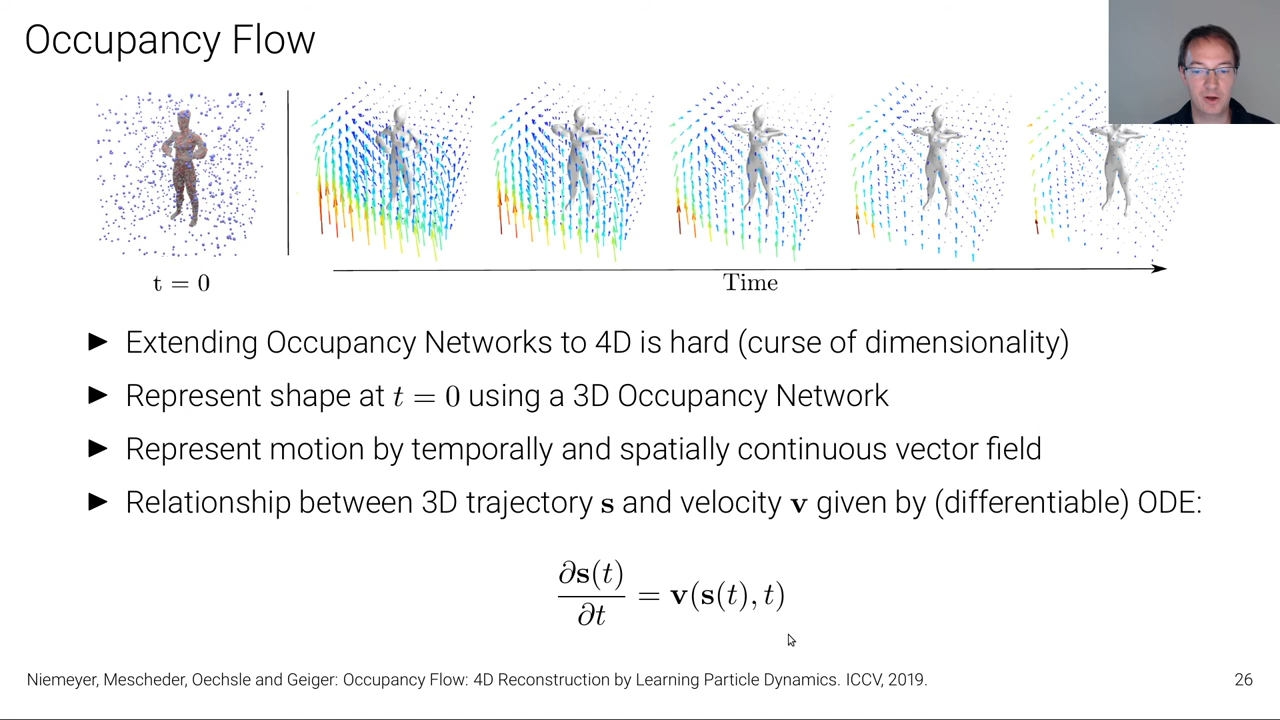 Occupancy Flow
t = 0
Time
▶ Extending Occupancy Networks to 4D is hard (curse of dimensionality)
▶ Represent shape at t = 0 using a 3D Occupancy Network
▶ Represent motion by temporally and spatially continuous vector field
▶ Relationship between 3D trajectory s and velocity v given by (differentiable) ODE:
∂s(t)/∂t = v(s(t), t)
Niemeyer, Mescheder, Oechsle and Geiger: Occupancy Flow: 4D Reconstruction by Learning Particle Dynamics. ICCV, 2019.
26